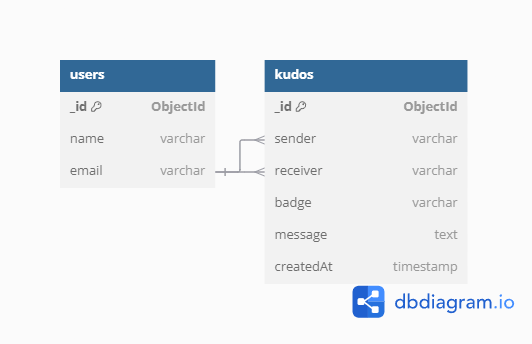 users
_id ObjectId
name varchar
email varchar
kudos
_id ObjectId
sender varchar
receiver varchar
badge varchar
message text
createdAt timestamp
dbdiagram.io